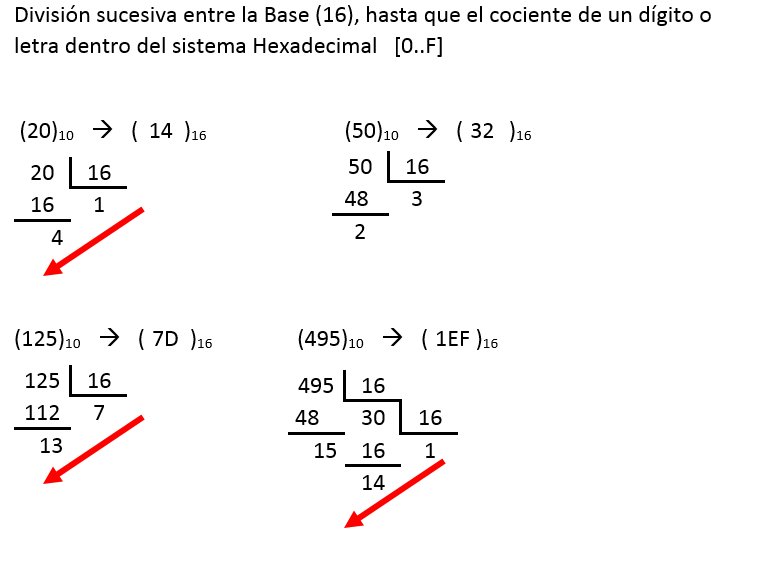 División sucesiva entre la Base (16), hasta que el cociente de un dígito o
letra dentro del sistema Hexadecimal [0..F]
(20)₁₀ → ( 14 )₁₆
20 16
16 1
4
(50)₁₀ → ( 32 )₁₆
50 16
48 3
2
(125)₁₀ → ( 7D )₁₆
125 16
112 7
13
(495)₁₀ → ( 1EF )₁₆
495 16
48 30 16
15 16 1
14